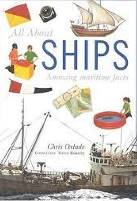 All About
SHIPS
Amazing maritime facts
Chris Oxlade